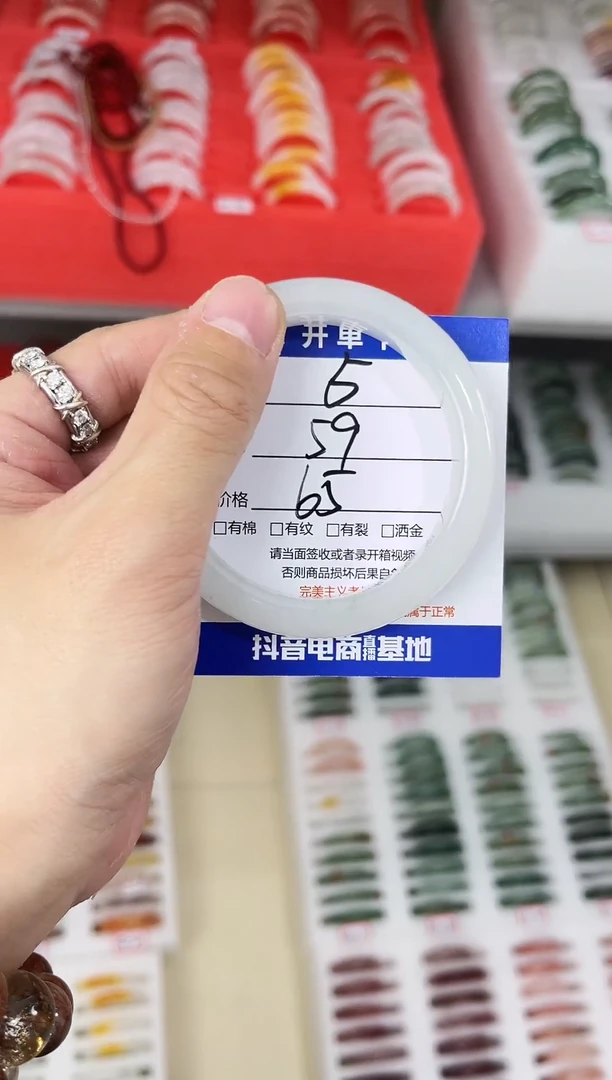 开单卡
5
59
价格 65
□有棉 □有纹 □有裂 □洒金
请当面签收或者录开箱视频
否则商品损坏后果自
完美主义者
属于正常
抖音电商直播基地